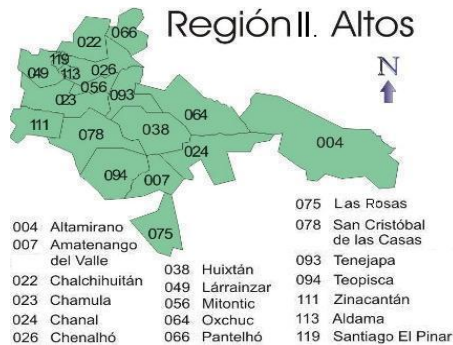 Región II. Altos
N
066
022
119
049
113
026
056
093
023
064
111
078
038
004
024
094
007
075
004 Altamirano
007 Amatenango
del Valle
022 Chalchihuitán
023 Chamula
024 Chanal
026 Chenalhó
038 Huixtán
049 Lárrainzar
056 Mitontic
064 Oxchuc
066 Pantelhó
075 Las Rosas
078 San Cristóbal
de las Casas
093 Tenejapa
094 Teopisca
111 Zinacantán
113 Aldama
119 Santiago El Pinar